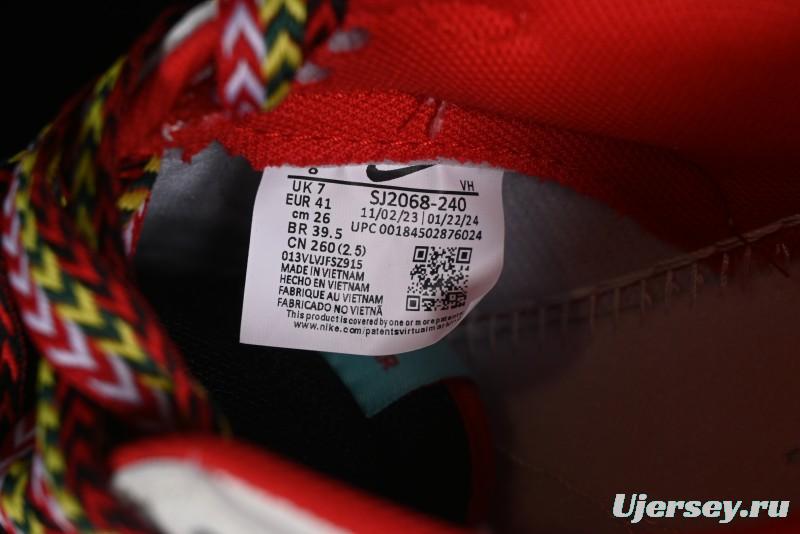 8
VH
UK 7
EUR 41
cm 26
BR 39.5
CN 260(2.5)
SJ2068-240
11/02/23 | 01/22/24
UPC 00184502876024
013VLVJFSZ915
MADE IN VIETNAM
HECHO EN VIETNAM
FABRIQUE AU VIETNAM
FABRICADO NO VIETNÃ
This product is covered by one or more patents
www.nike.com/patentsvirtualmar
Ujersey.ru